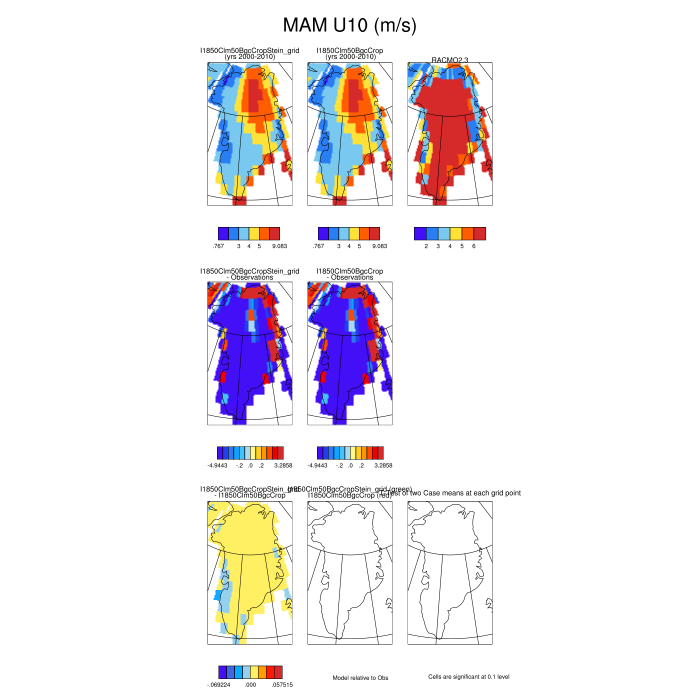 MAM U10 (m/s)
I1850Clm50BgcCropStein_grid
(yrs 2000-2010)
I1850Clm50BgcCrop
(yrs 2000-2010)
RACMO2.3
.767 3 4 5 9.083
.767 3 4 5 9.083
2 3 4 5 6
I1850Clm50BgcCropStein_grid
- Observations
I1850Clm50BgcCrop
- Observations
-4.9443 -.2 .0 .2 3.2858
-4.9443 -.2 .0 .2 3.2858
I1850Clm50BgcCropStein_grid
- I1850Clm50BgcCrop
I1850Clm50BgcCropStein_grid (green)
I1850Clm50BgcCrop (red)
of two Case means at each grid point
-.069224 .000 .057515
Model relative to Obs
Cells are significant at 0.1 level